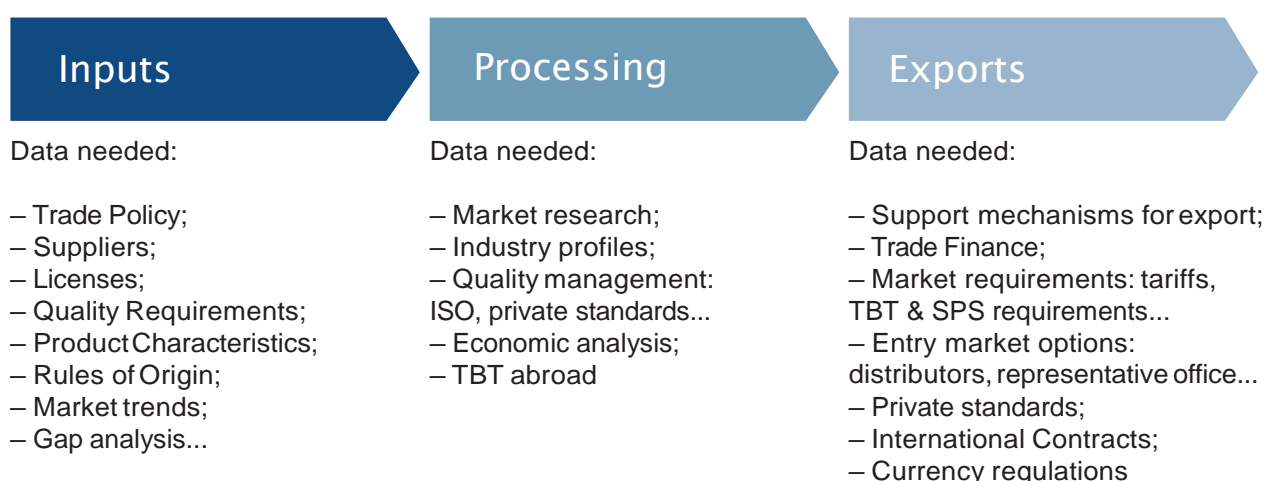 Inputs
Data needed:
– Trade Policy;
– Suppliers;
– Licenses;
– Quality Requirements;
– Product Characteristics;
– Rules of Origin;
– Market trends;
– Gap analysis...
Processing
Data needed:
– Market research;
– Industry profiles;
– Quality management:
ISO, private standards...
– Economic analysis;
– TBT abroad
Exports
Data needed:
– Support mechanisms for export;
– Trade Finance;
– Market requirements: tariffs,
TBT & SPS requirements...
– Entry market options:
distributors, representative office...
– Private standards;
– International Contracts;
– Currency regulations